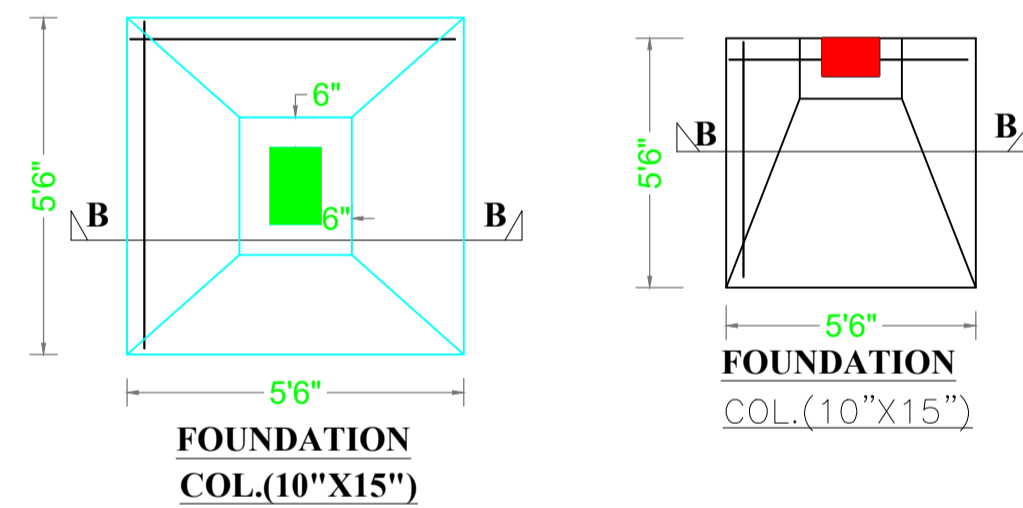 6"
5'6"
B
6"
B
5'6"
FOUNDATION
COL.(10"X15")
B
B
5'6"
5'6"
FOUNDATION
COL.(10”X15”)